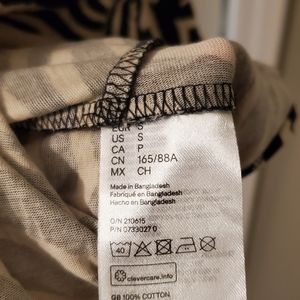 EUR S
US S
CA P
CN 165/88A
MX CH
Made in Bangladesh
Fabriqué en Bangladesh
Hecho en Bangladesh
O/N 210615
P/N 0733027 0
40
clevercare.info
GB 100% COTTON